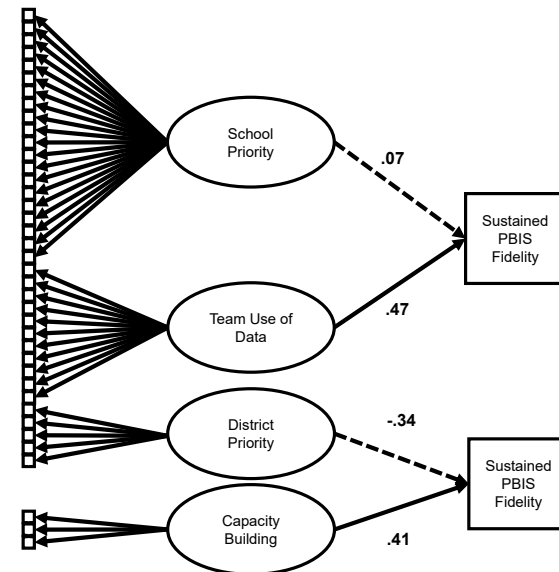 School
Priority
.07
Sustained
PBIS
Fidelity
Team Use of
Data
.47
District
Priority
-.34
Sustained
PBIS
Fidelity
Capacity
Building
.41